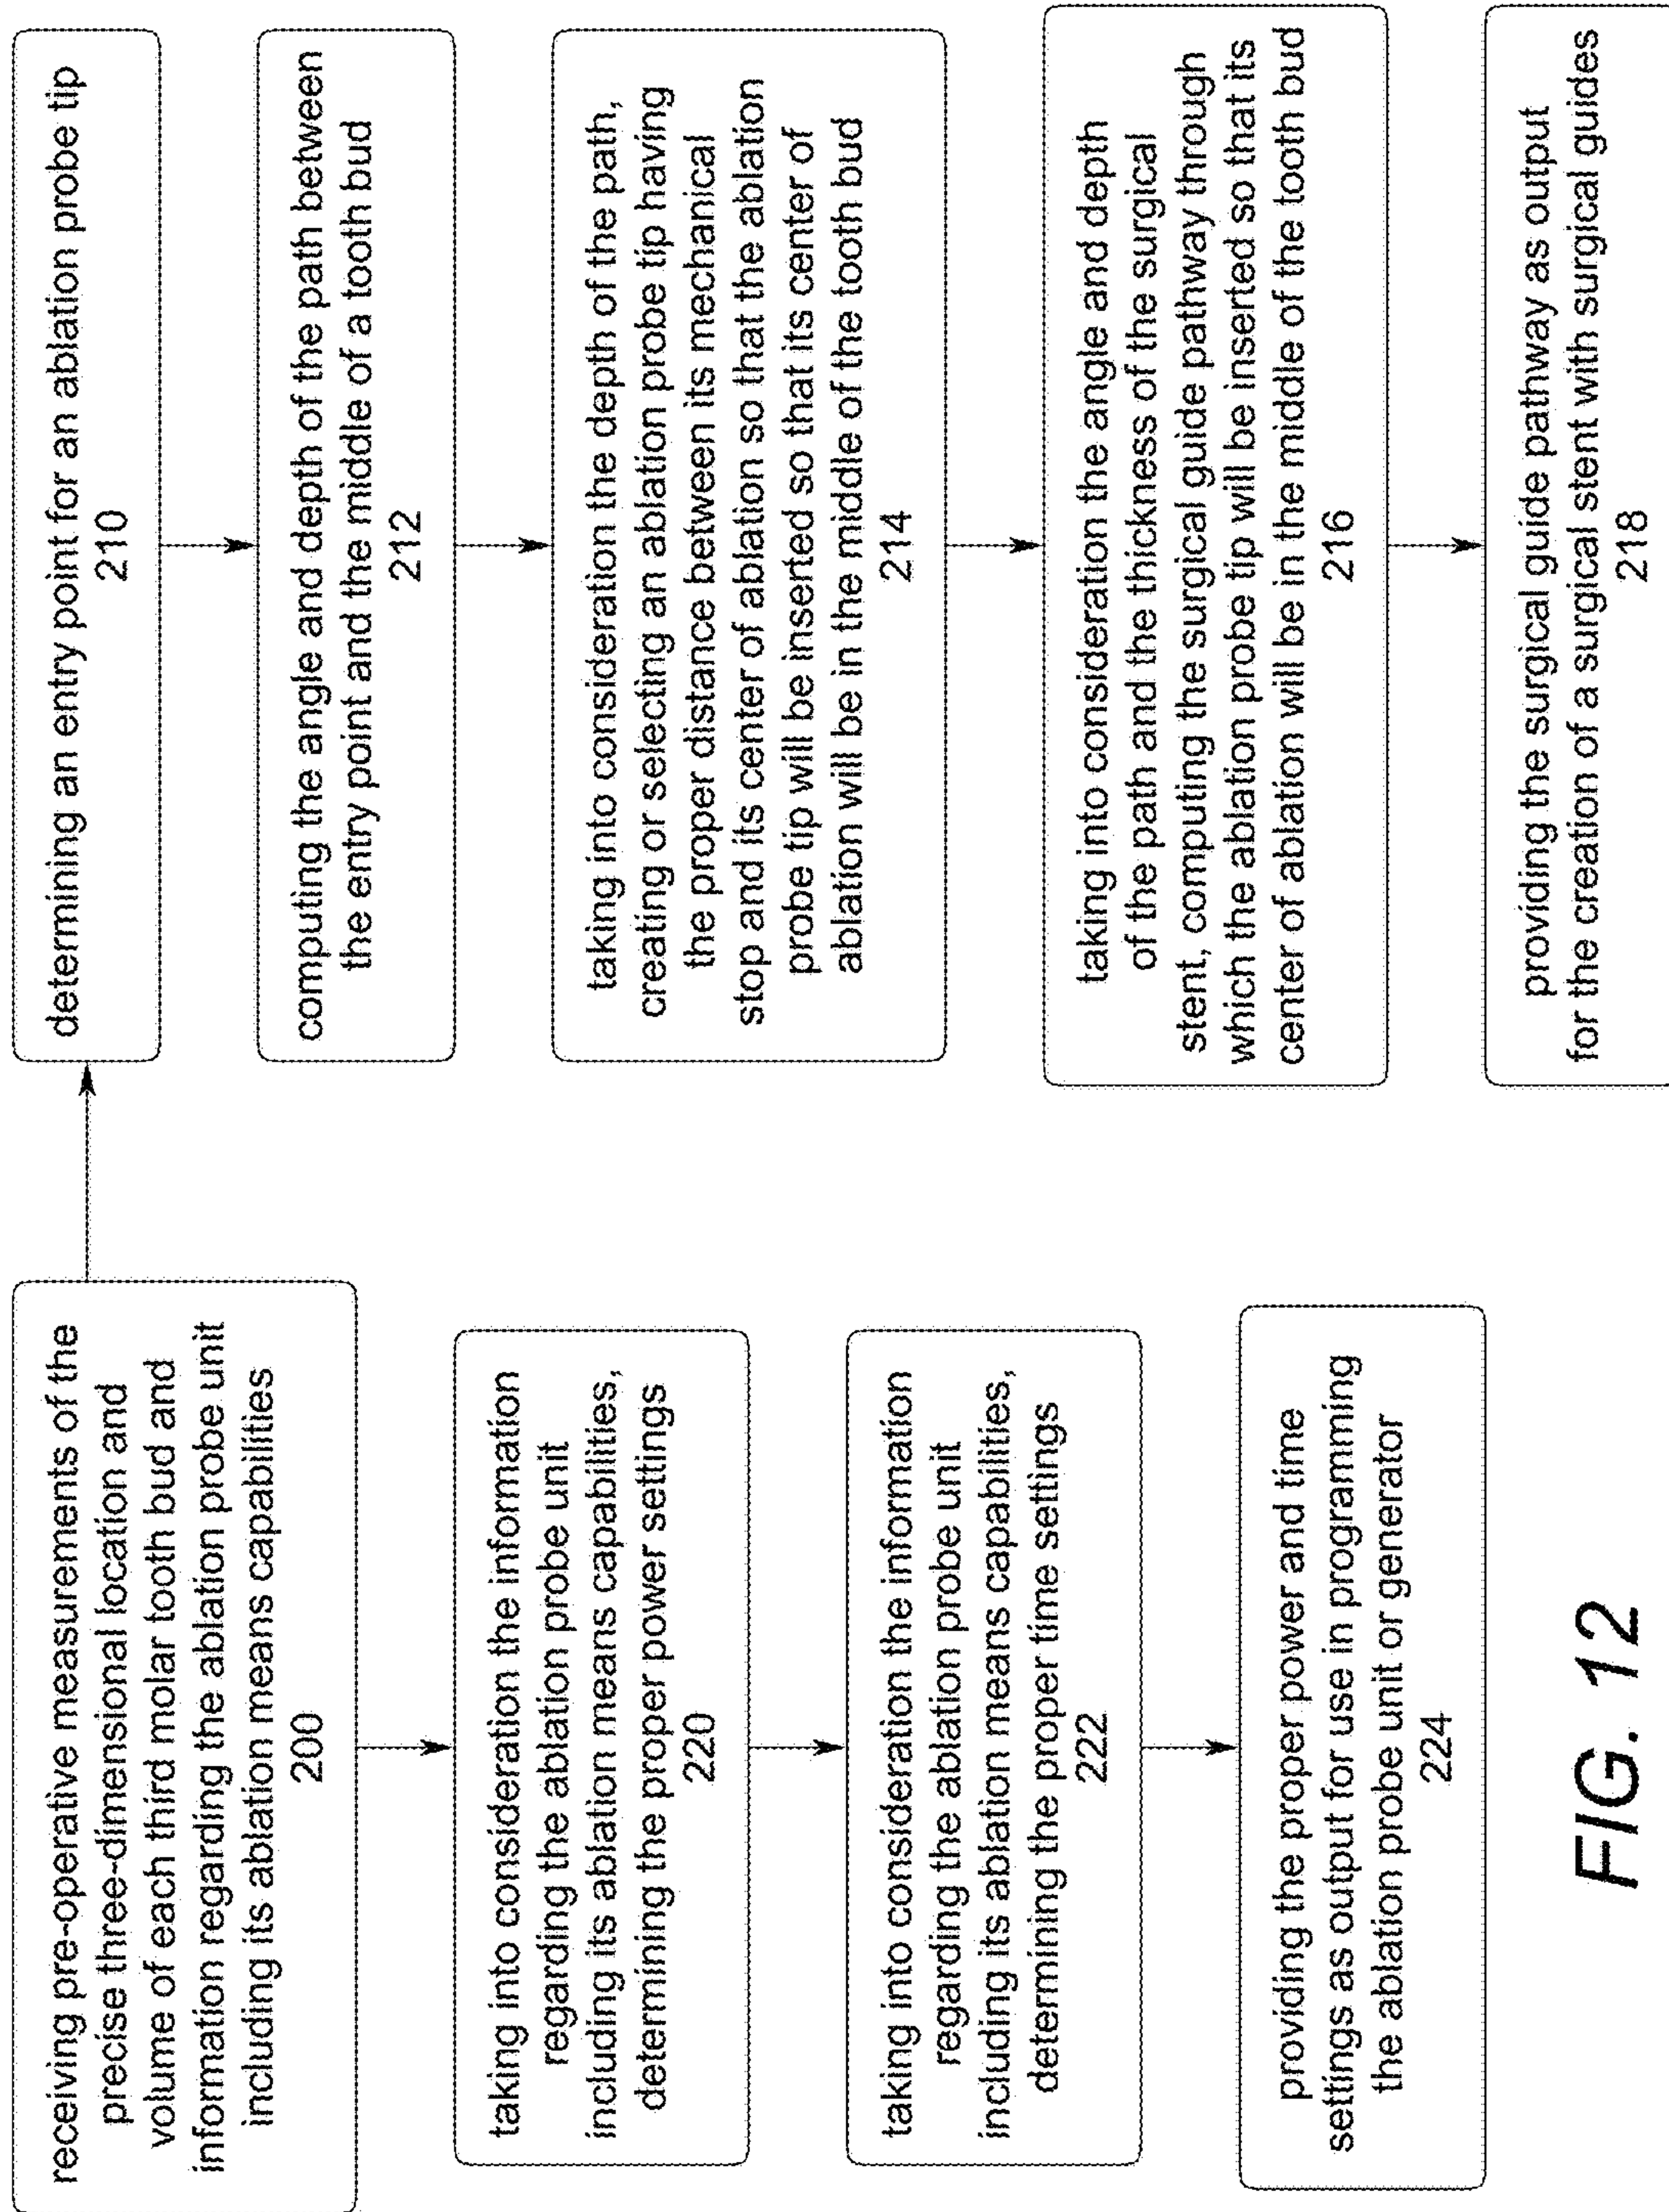 receiving pre-operative measurements of the
precise three-dimensional location and
volume of each third molar tooth bud and
information regarding the ablation probe unit
including its ablation means capabilities
200
taking into consideration the information
regarding the ablation probe unit
including its ablation means capabilities,
determining the proper power settings
220
taking into consideration the information
regarding the ablation probe unit
including its ablation means capabilities,
determining the proper time settings
222
providing the proper power and time
settings as output for use in programming
the ablation probe unit or generator
224
determining an entry point for an ablation probe tip
210
computing the angle and depth of the path between
the entry point and the middle of a tooth bud
212
taking into consideration the depth of the path,
creating or selecting an ablation probe tip having
the proper distance between its mechanical
stop and its center of ablation so that the ablation
probe tip will be inserted so that its center of
ablation will be in the middle of the tooth bud
214
taking into consideration the angle and depth
of the path and the thickness of the surgical
stent, computing the surgical guide pathway through
which the ablation probe tip will be inserted so that its
center of ablation will be in the middle of the tooth bud
216
providing the surgical guide pathway as output
for the creation of a surgical stent with surgical guides
218
FIG. 12